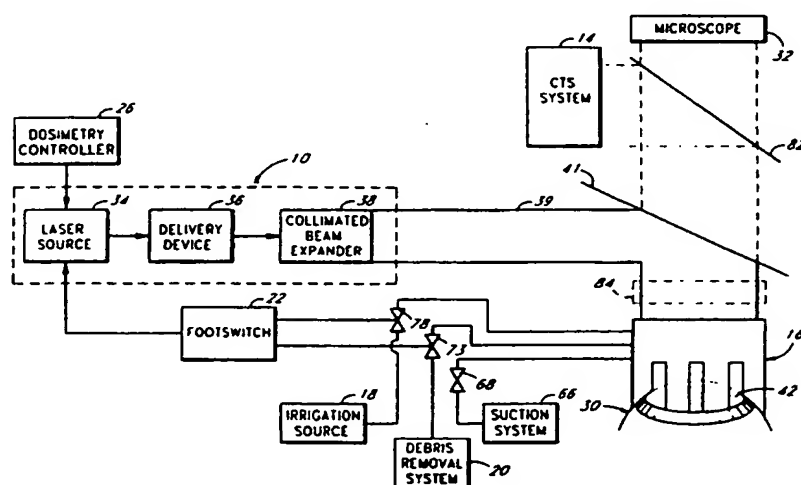 MICROSCOPE
32
14
CTS
SYSTEM
82
26
DOSIMETRY
CONTROLLER
10
41
34
LASER
SOURCE
36
DELIVERY
DEVICE
38
COLLIMATED
BEAM
EXPANDER
39
84
22
FOOTSWITCH
78
73
68
16
42
30
18
IRRIGATION
SOURCE
66
SUCTION
SYSTEM
DEBRIS
REMOVAL
SYSTEM
20